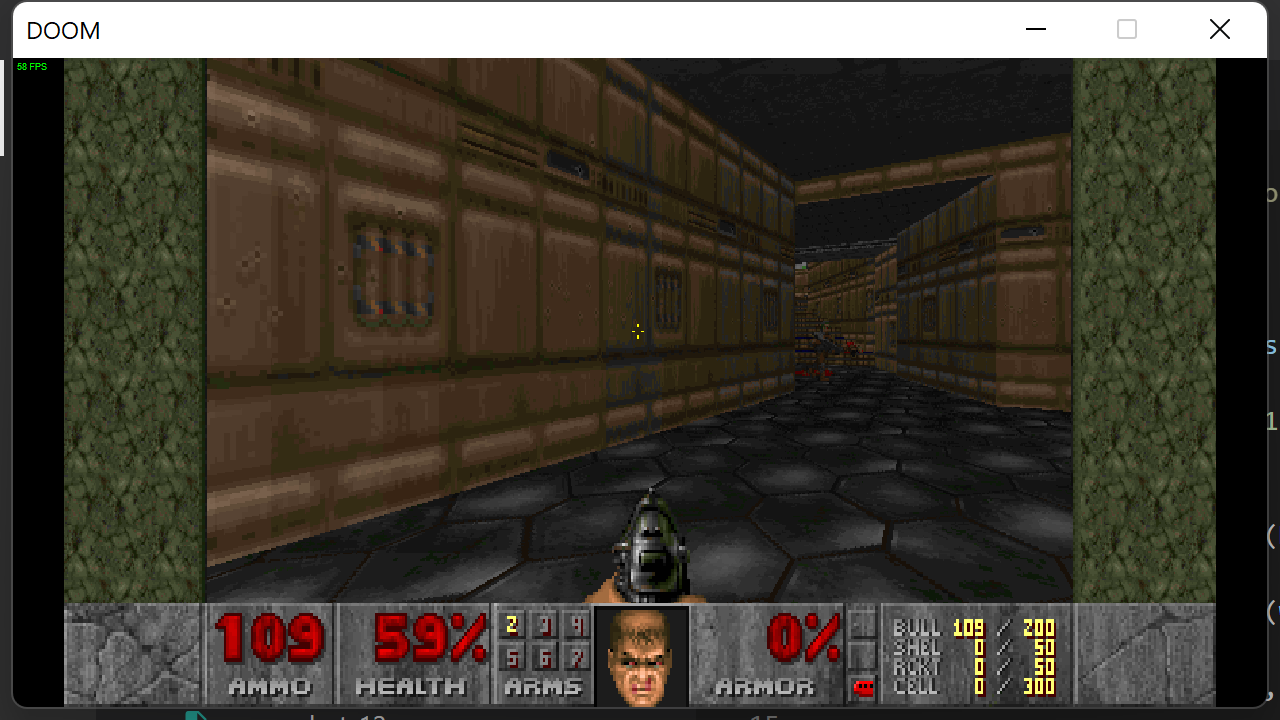 DOOM
58 FPS
109 59% 2 3 4 0%
5 6 7
AMMO HEALTH ARMS ARMOR
BULL 109 / 200
SHEL 0 / 50
RCKT 0 / 50
CELL 0 / 300